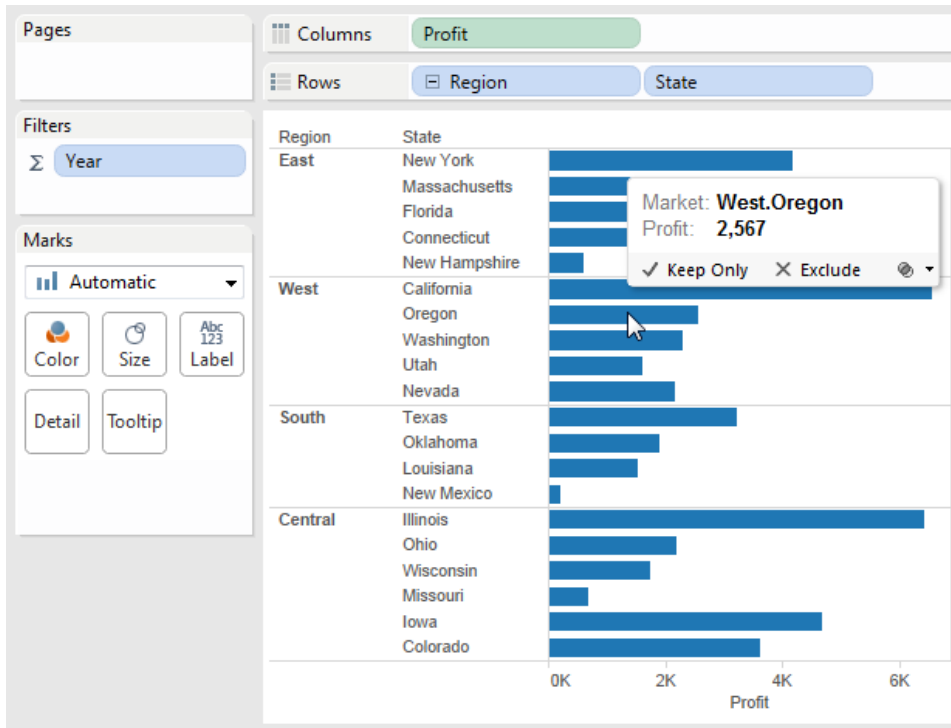 Pages
Columns Profit
Rows Region State
Filters
Σ Year
Marks
Automatic
Color Size Abc 123 Label
Detail Tooltip
Region State
East New York
Massachusetts
Florida
Connecticut
New Hampshire
West California
Oregon
Washington
Utah
Nevada
South Texas
Oklahoma
Louisiana
New Mexico
Central Illinois
Ohio
Wisconsin
Missouri
Iowa
Colorado
0K 2K 4K 6K
Profit
Market: West.Oregon
Profit: 2,567
Keep Only Exclude